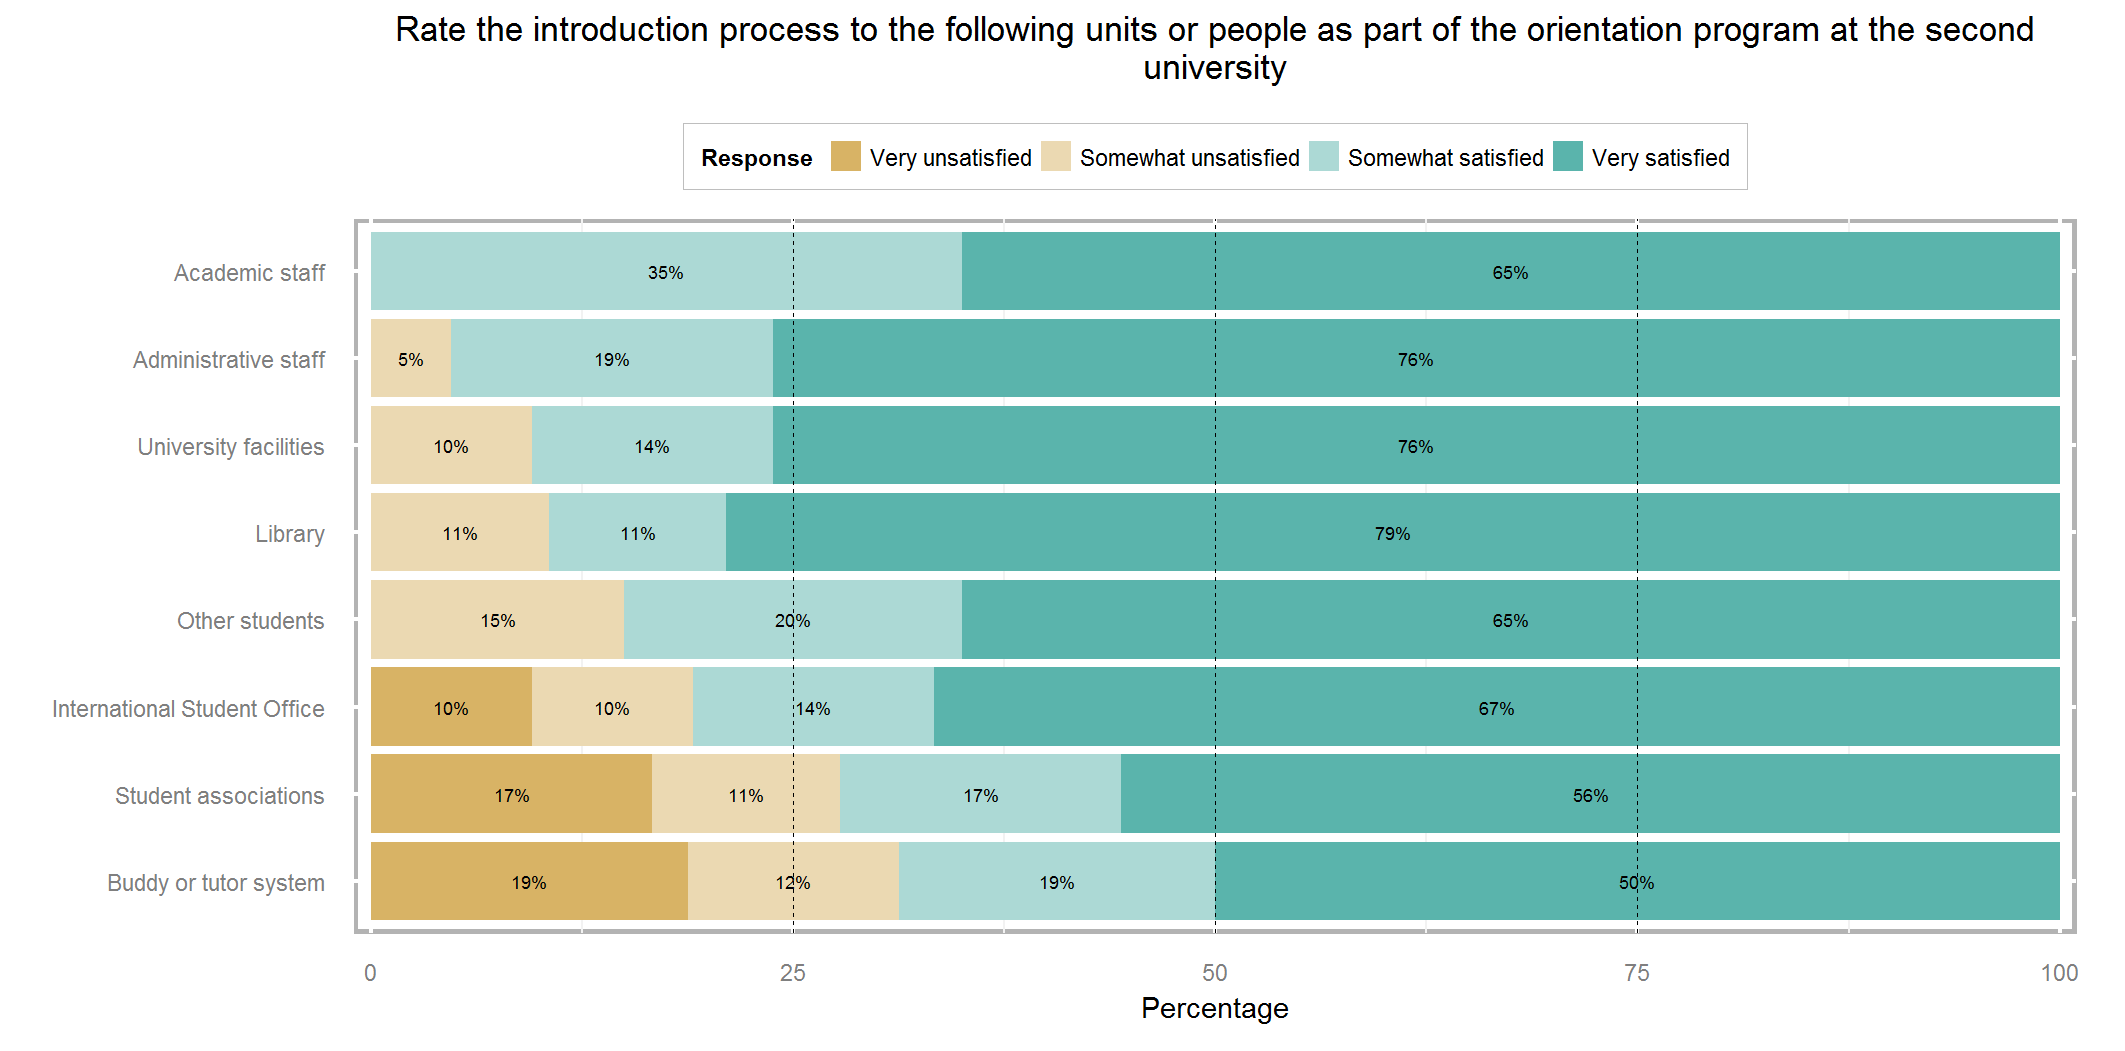 Rate the introduction process to the following units or people as part of the orientation program at the second
university
Response Very unsatisfied Somewhat unsatisfied Somewhat satisfied Very satisfied
Academic staff 35% 65%
Administrative staff 5% 19% 76%
University facilities 10% 14% 76%
Library 11% 11% 79%
Other students 15% 20% 65%
International Student Office 10% 10% 14% 67%
Student associations 17% 11% 17% 56%
Buddy or tutor system 19% 12% 19% 50%
0 25 50 75 100
Percentage